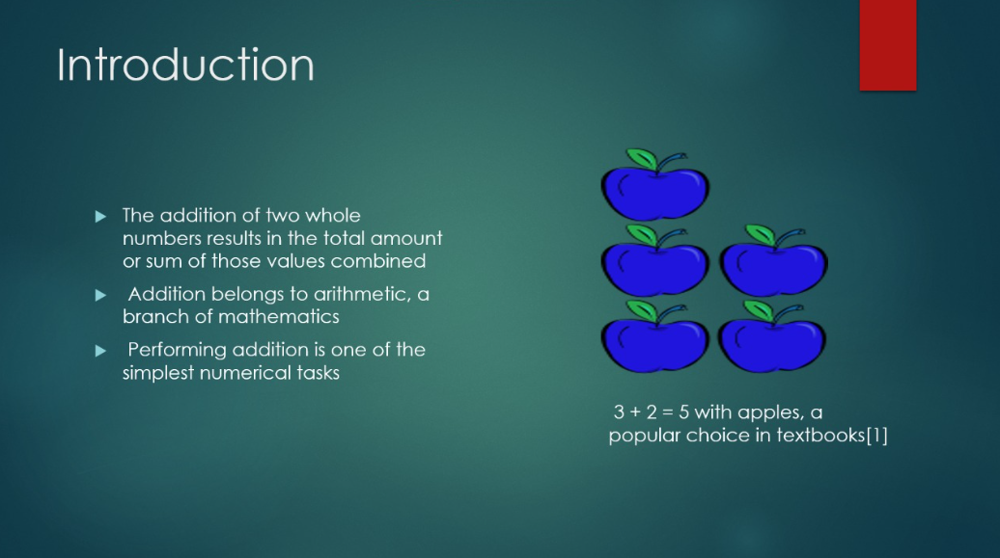 Introduction
The addition of two whole
numbers results in the total amount
or sum of those values combined
Addition belongs to arithmetic, a
branch of mathematics
Performing addition is one of the
simplest numerical tasks
3 + 2 = 5 with apples, a
popular choice in textbooks[1]